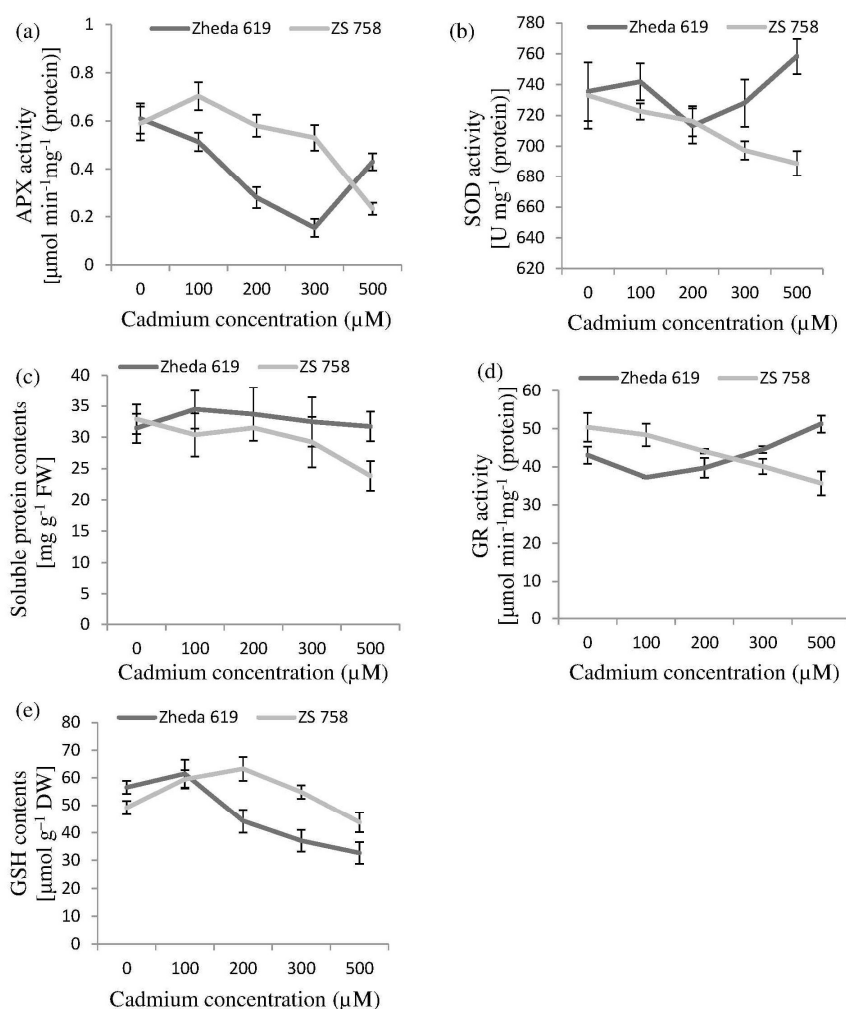 (a)
Zheda 619
ZS 758
1
0.8
0.6
0.4
0.2
0
APX activity
[µmol min⁻¹mg⁻¹ (protein)]
0 100 200 300 500
Cadmium concentration (µM)
(b)
Zheda 619
ZS 758
780
760
740
720
700
680
660
640
620
SOD activity
[U mg⁻¹ (protein)]
0 100 200 300 500
Cadmium concentration (µM)
(c)
Zheda 619
ZS 758
40
35
30
25
20
15
10
5
0
Soluble protein contents
[mg g⁻¹ FW]
0 100 200 300 500
Cadmium concentration (µM)
(d)
Zheda 619
ZS 758
60
50
40
30
20
10
0
GR activity
[µmol min⁻¹mg⁻¹ (protein)]
0 100 200 300 500
Cadmium concentration (µM)
(e)
Zheda 619
ZS 758
80
70
60
50
40
30
20
10
0
GSH contents
[µmol g⁻¹ DW]
0 100 200 300 500
Cadmium concentration (µM)